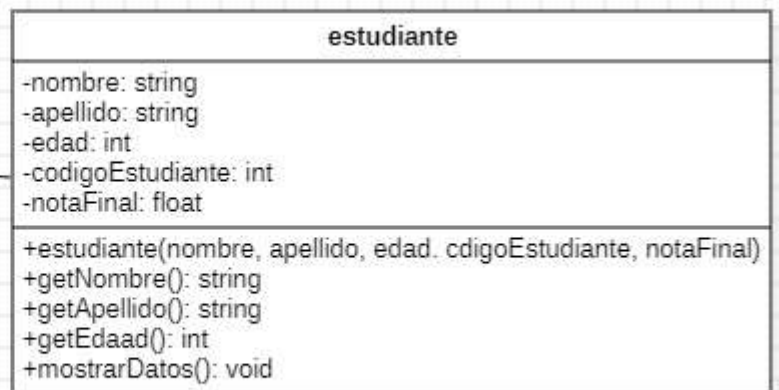 estudiante
-nombre: string
-apellido: string
-edad: int
-codigoEstudiante: int
-notaFinal: float
+estudiante(nombre, apellido, edad. cdigoEstudiante, notaFinal)
+getNombre(): string
+getApellido(): string
+getEdaad(): int
+mostrarDatos(): void